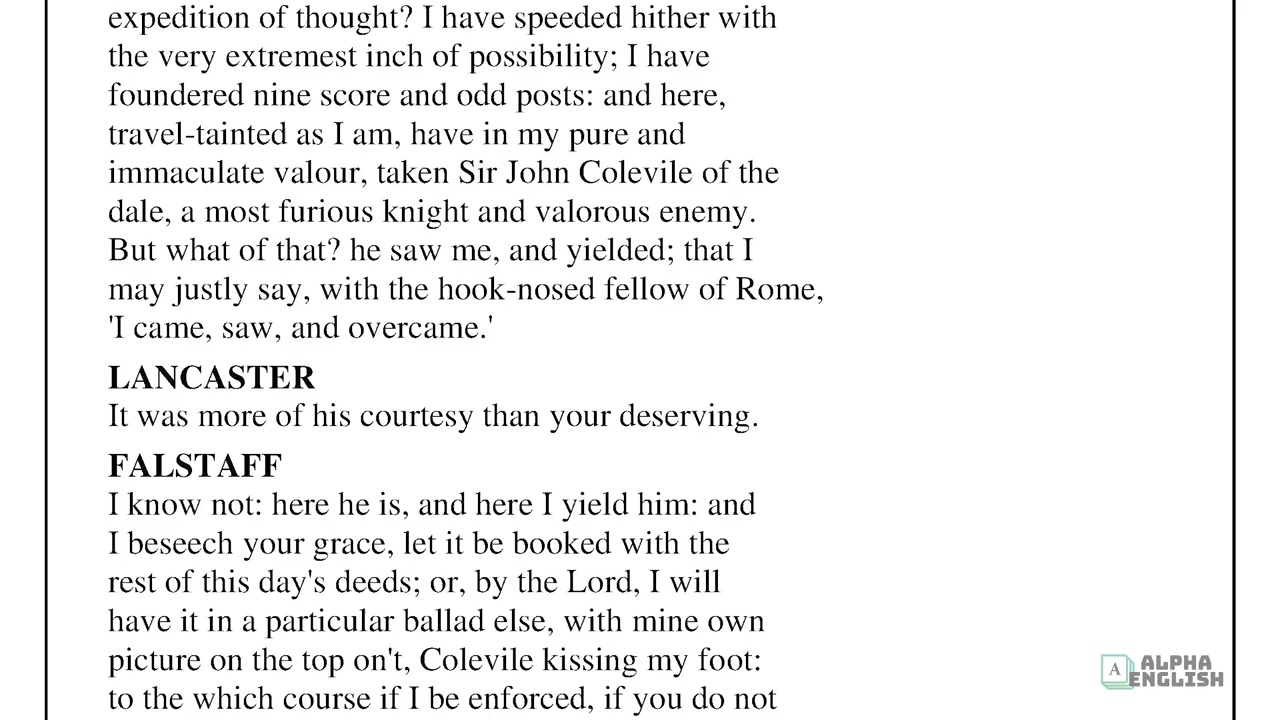 expedition of thought? I have speeded hither with
the very extremest inch of possibility; I have
foundered nine score and odd posts: and here,
travel-tainted as I am, have in my pure and
immaculate valour, taken Sir John Colevile of the
dale, a most furious knight and valorous enemy.
But what of that? he saw me, and yielded; that I
may justly say, with the hook-nosed fellow of Rome,
'I came, saw, and overcame.'
LANCASTER
It was more of his courtesy than your deserving.
FALSTAFF
I know not: here he is, and here I yield him: and
I beseech your grace, let it be booked with the
rest of this day's deeds; or, by the Lord, I will
have it in a particular ballad else, with mine own
picture on the top on't, Colevile kissing my foot:
to the which course if I be enforced, if you do not
A ALPHA
ENGLISH